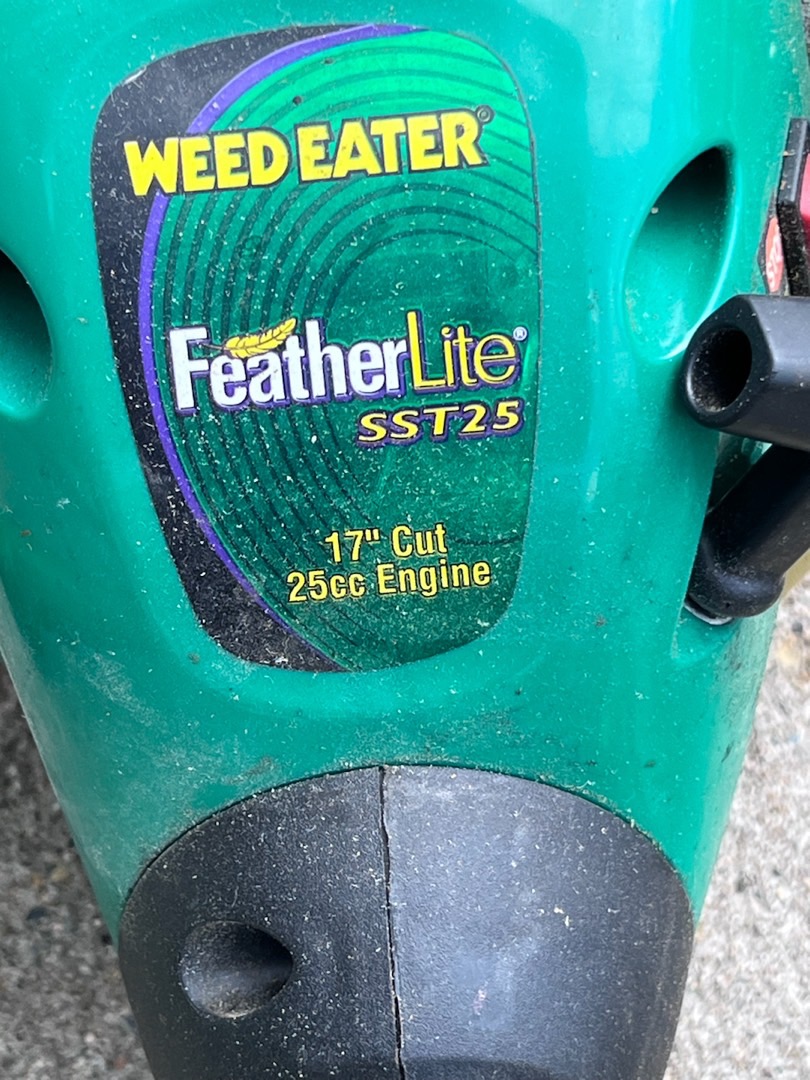 WEED EATER®
FeatherLite®
SST25
17" Cut
25cc Engine